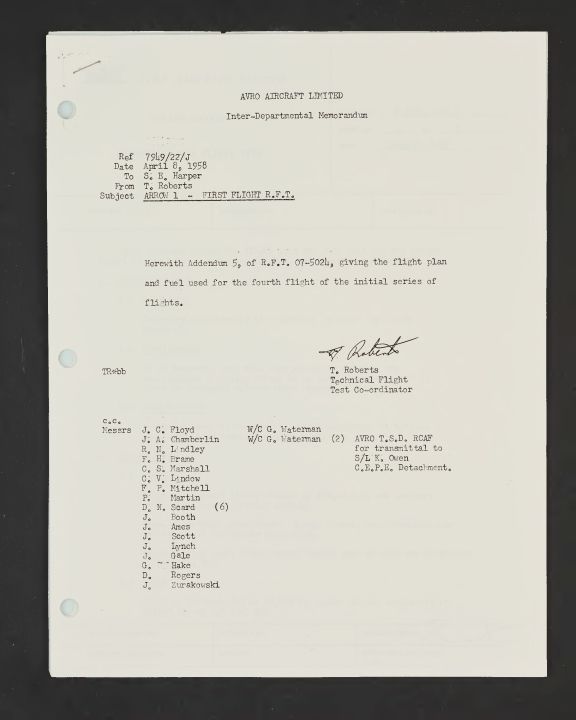 AVRO AIRCRAFT LIMITED
Inter-Departmental Memorandum
Ref 7949/22/J
Date April 8, 1958
To S. E. Harper
From T. Roberts
Subject ARROW 1 - FIRST FLIGHT R.F.T.
Herewith Addendum 5, of R.F.T. 07-5024, giving the flight plan
and fuel used for the fourth flight of the initial series of
flights.
T Roberts
TR*bb
T. Roberts
Technical Flight
Test Co-ordinator
c.c.
Messrs J. C. Floyd W/C G. Waterman
J. A. Chamberlin W/C G. Waterman (2) AVRO T.S.D. RCAF
R. N. Lindley for transmittal to
F. H. Brame S/L K. Owen
C. S. Marshall C.E.P.E. Detachment.
C. V. Lindow
F. P. Mitchell
P. Martin
D. N. Scard (6)
J. Booth
J. Ames
J. Scott
J. Lynch
J. Gale
G. Hake
D. Rogers
J. Zurakowski